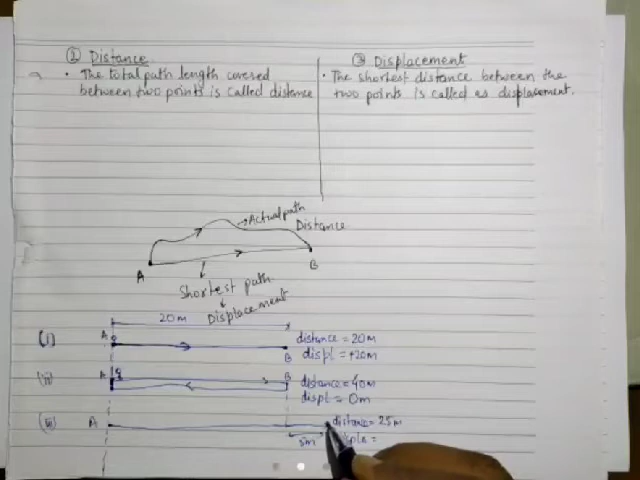 ② Distance
• The total path length covered
between two points is called distance
③ Displacement
• The shortest distance between the
two points is called as displacement.
Actual path
Distance
A
B
Shortest path
Displacement
20m
(i) A B distance = 20m
displ = +20m
(ii) A B distance = 40m
displ = 0m
(iii) A distance = 25m
5m